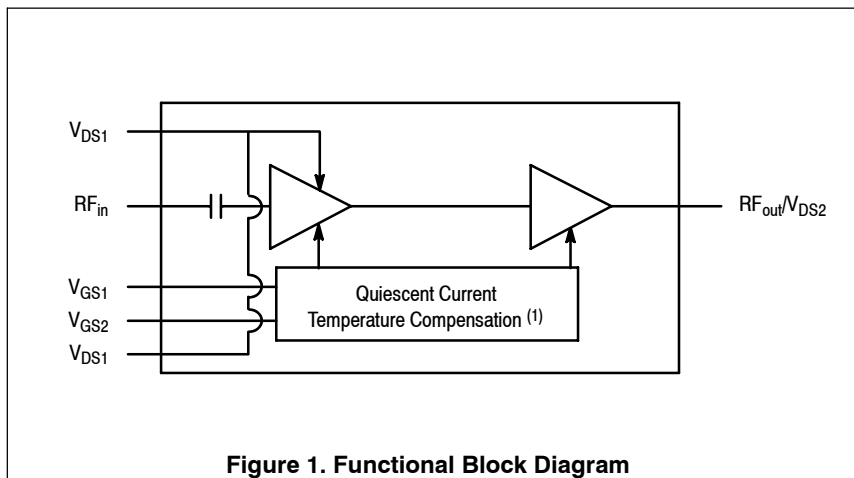 V_DS1
RF_in
V_GS1
V_GS2
V_DS1
Quiescent Current
Temperature Compensation (1)
RF_out/V_DS2
Figure 1. Functional Block Diagram